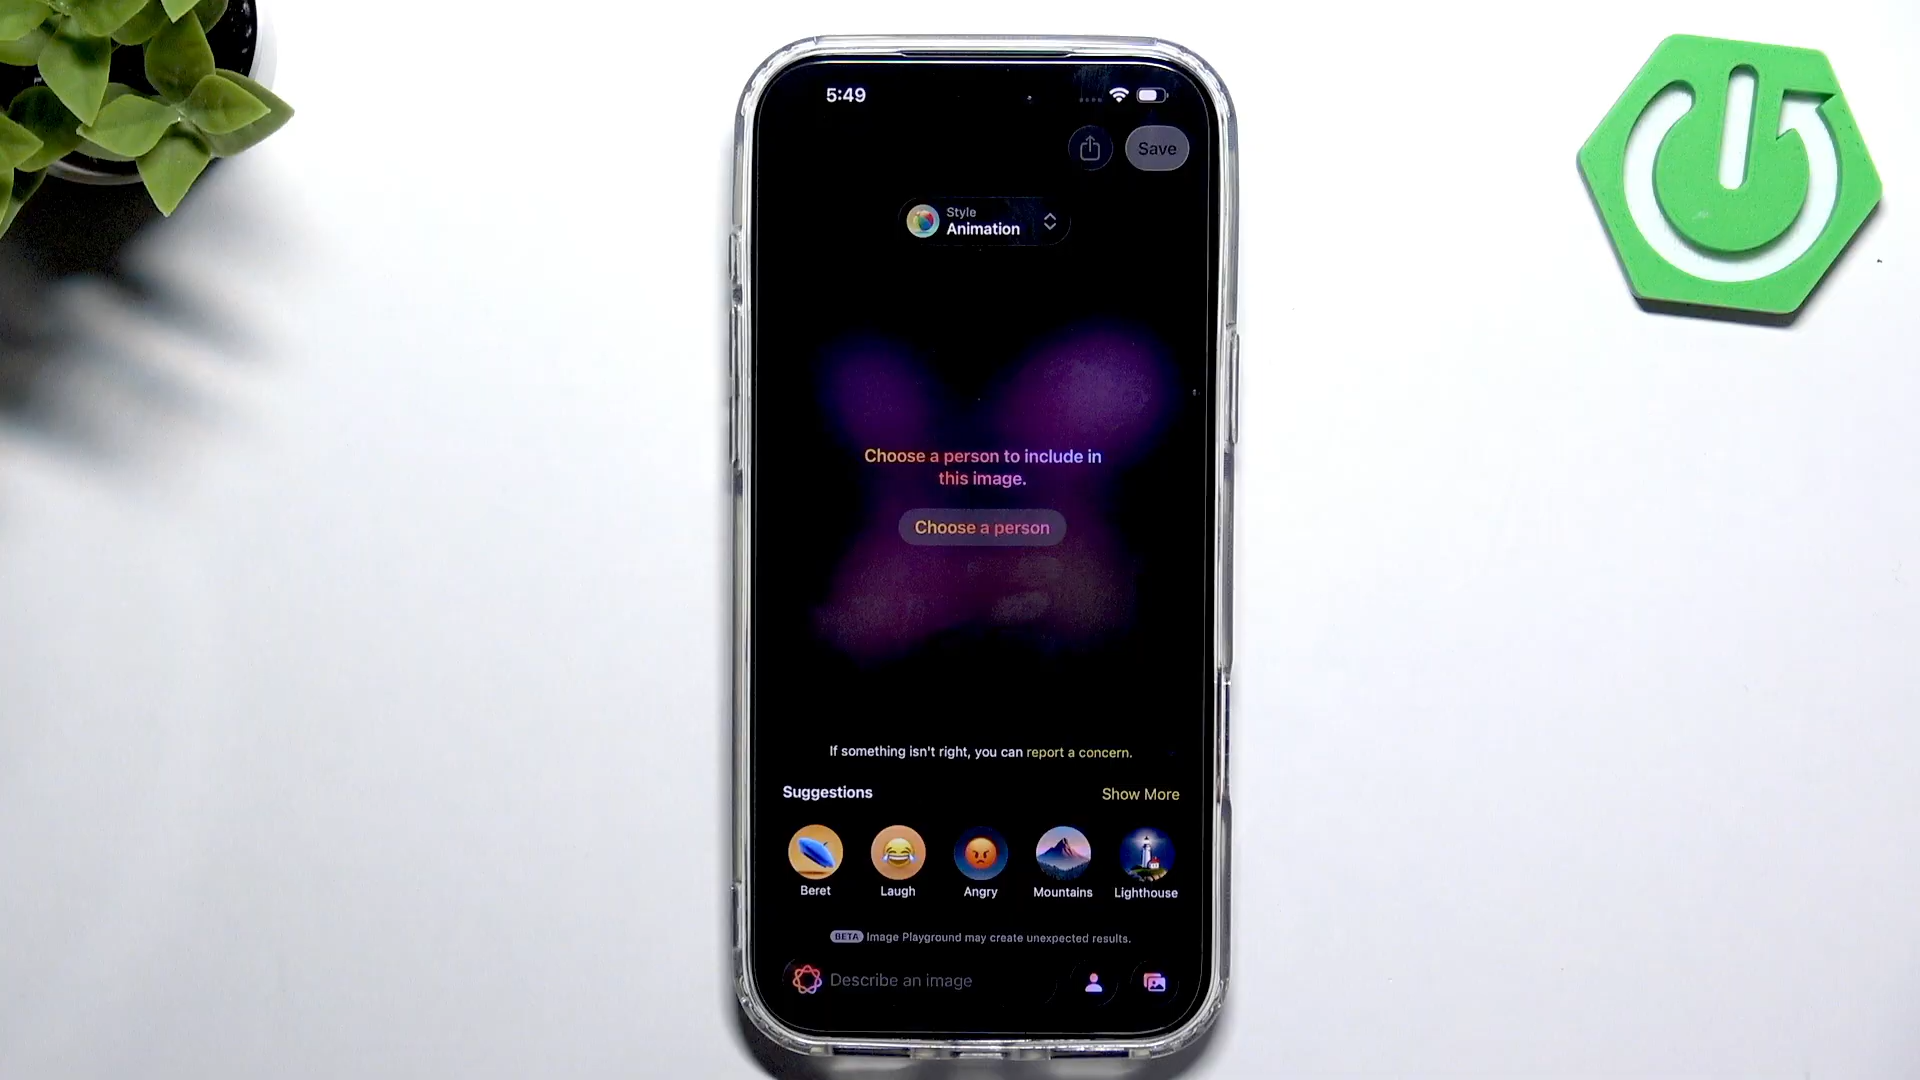 5:49
Save
Style
Animation
Choose a person to include in
this image.
Choose a person
If something isn't right, you can report a concern.
Suggestions
Show More
Beret
Laugh
Angry
Mountains
Lighthouse
BETA Image Playground may create unexpected results.
Describe an image